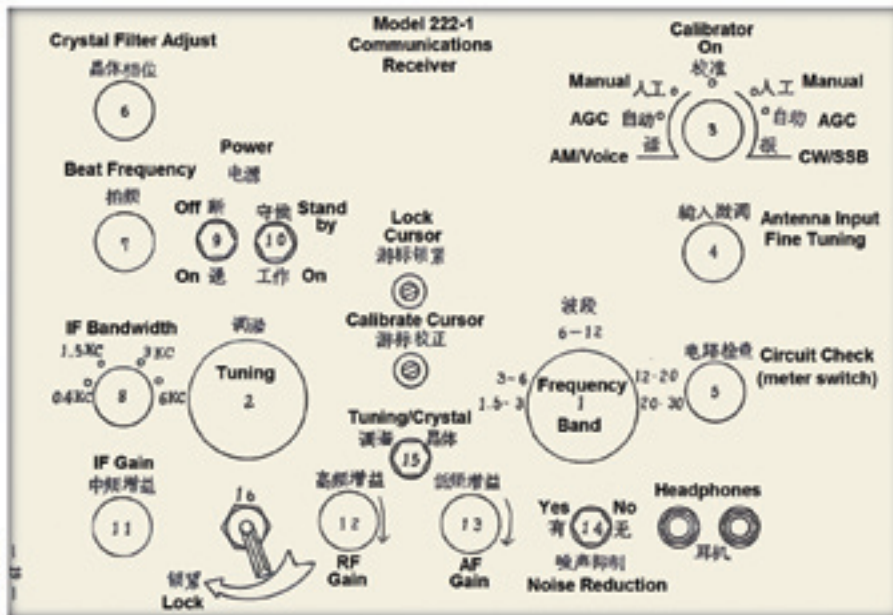 Model 222-1
Communications
Receiver
Crystal Filter Adjust
晶体相位
6
Calibrator
On
校准
Manual 人工 人工 Manual
AGC 自动 自动 AGC
3
AM/Voice 话 报 CW/SSB
Beat Frequency
拍频
7
Power
电源
Off 断 守候 Stand
by
9 10
On 通 工作 On
Lock
Cursor
游标锁紧
输入微调
4
Antenna Input
Fine Tuning
IF Bandwidth
1.5KC 3KC
0.4KC 8 6KC
调谐
Tuning
2
Calibrate Cursor
游标校正
波段
6-12
3-6 12-20
1.5-3 20-30
Frequency
1
Band
电路检查
5
Circuit Check
(meter switch)
Tuning/Crystal
调谐 晶体
15
IF Gain
中频增益
11
16
锁紧
Lock
高频增益
12
RF
Gain
低频增益
13
AF
Gain
Yes No
有 14 无
噪声抑制
Noise Reduction
Headphones
耳机